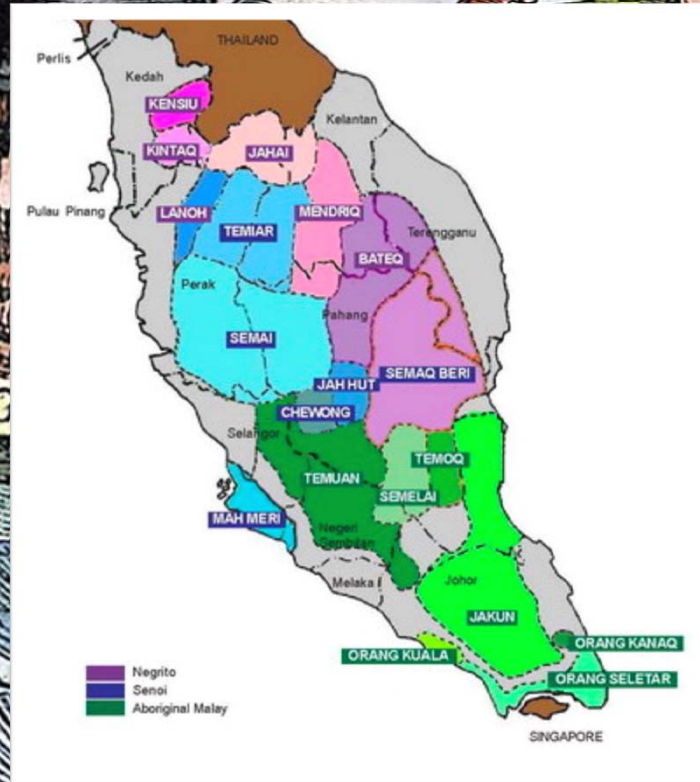 THAILAND
Perlis
Kedah
KENSIU
Kelantan
KINTAQ
JAHAI
Pulau Pinang
LANOH
MENDRIQ
TEMIAR
Terengganu
BATEQ
Perak
Pahang
SEMAI
SEMAQ BERI
JAH HUT
CHEWONG
Selangor
TEMOQ
TEMUAN
SEMELAI
MAH MERI
Negeri
Sembilan
Melaka
Johor
JAKUN
ORANG KANAQ
ORANG KUALA
ORANG SELETAR
Negrito
Senoi
Aboriginal Malay
SINGAPORE